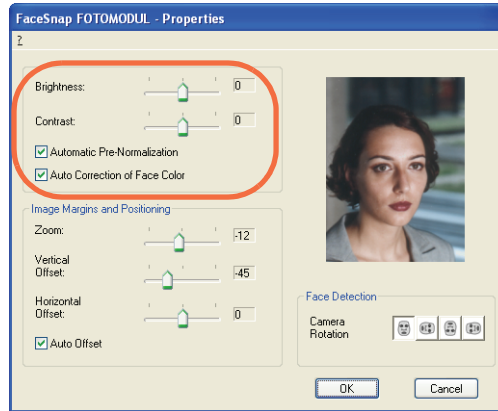 FaceSnap FOTOMODUL - Properties
?
Brightness: 0
Contrast: 0
Automatic Pre-Normalization
Auto Correction of Face Color
Image Margins and Positioning
Zoom: -12
Vertical
Offset: -45
Horizontal
Offset: 0
Auto Offset
Face Detection
Camera
Rotation
OK Cancel